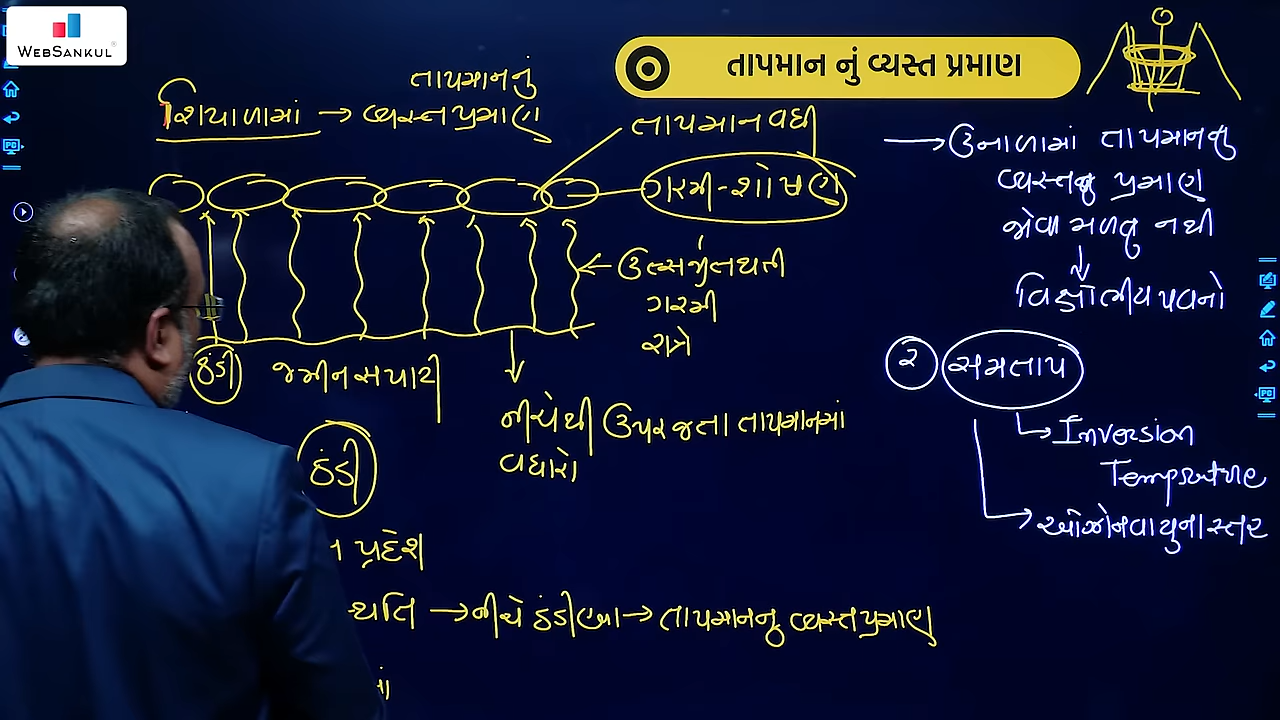 WEBSANKUL
તાપમાન નું વ્યસ્ત પ્રમાણ
શિયાળામાં → તાપમાનનું
વ્યસ્ત પ્રમાણ
તાપમાન વધી
ગરમી-શોષણ
ઉત્સર્જીત થતી
ગરમી
રાત્રે
ઠંડી
જમીન સપાટી
નીચેથી ઉપર જતા તાપમાનમાં
વધારો
ઠંડી
પ્રદેશ
→ નીચે ઠંડી હવા → તાપમાનનું વ્યસ્ત પ્રમાણ
→ ઉનાળામાં તાપમાનનું
વ્યસ્તનું પ્રમાણ
જોવા મળતુ નથી
વિક્ષોભીય પવનો
૨ સમતાપ
→ Inversion
Temperature
→ ઓઝોનવાયુના સ્તર